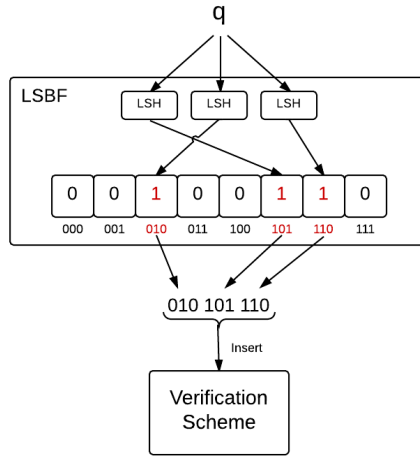 q
LSBF
LSH LSH LSH
0 0 1 0 0 1 1 0
000 001 010 011 100 101 110 111
010 101 110
Insert
Verification
Scheme